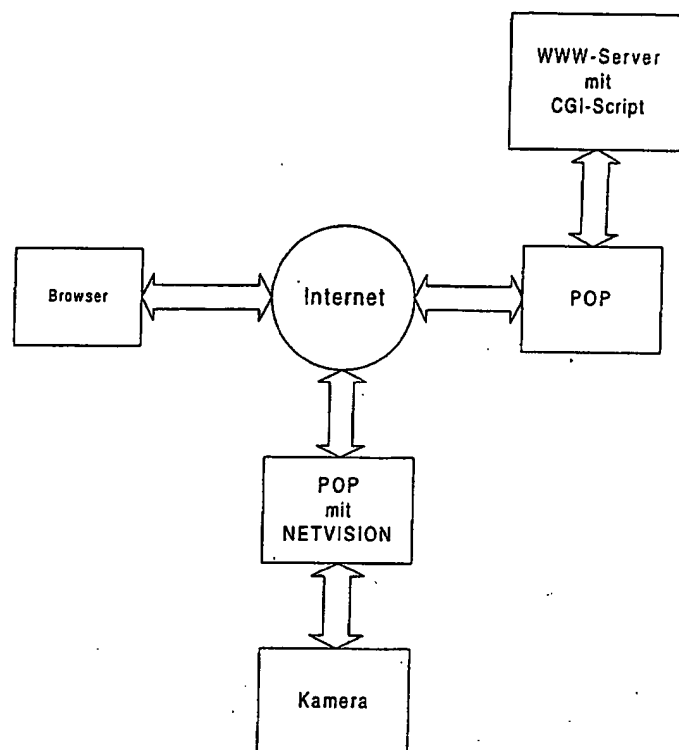 WWW-Server
mit
CGI-Script
Browser
Internet
POP
POP
mit
NETVISION
Kamera